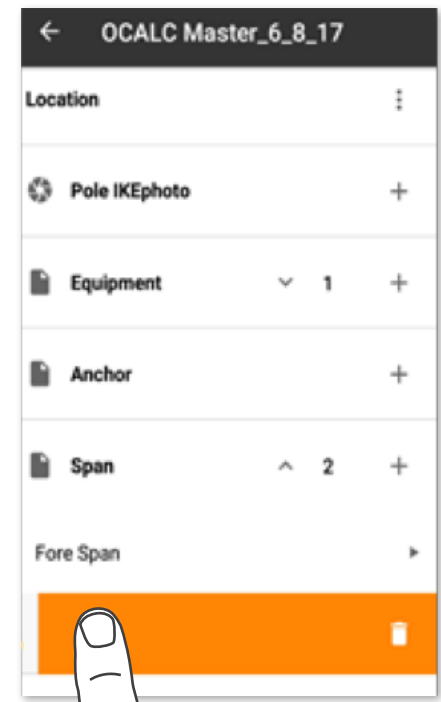 OCALC Master_6_8_17
Location
Pole IKEphoto
Equipment 1
Anchor
Span 2
Fore Span